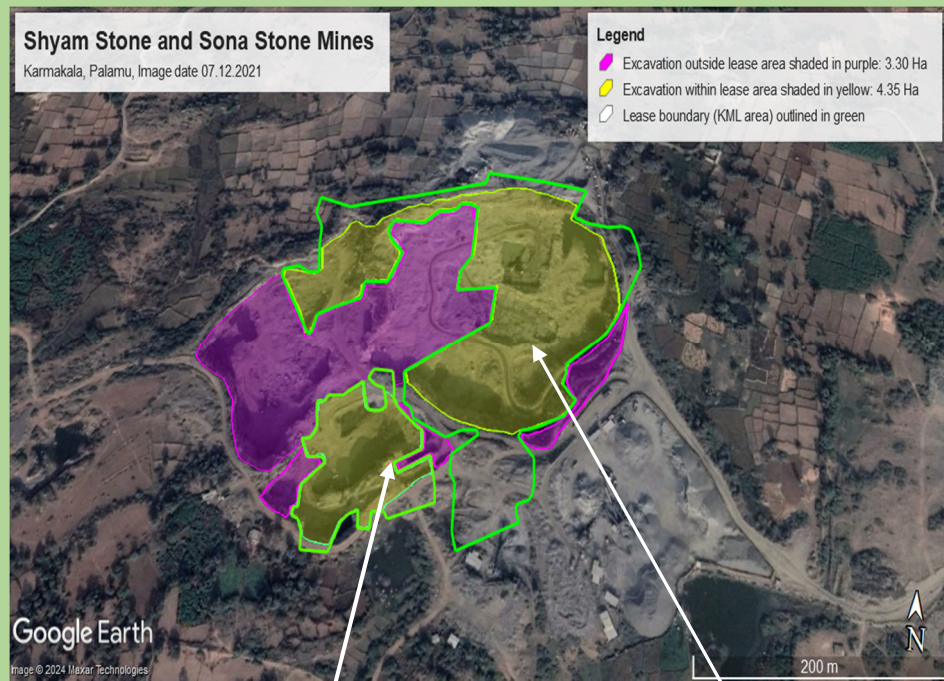 Shyam Stone and Sona Stone Mines
Karmakala, Palamu, Image date 07.12.2021
Legend
Excavation outside lease area shaded in purple: 3.30 Ha
Excavation within lease area shaded in yellow: 4.35 Ha
Lease boundary (KML area) outlined in green
Google Earth
Image © 2024 Maxar Technologies
N
200 m